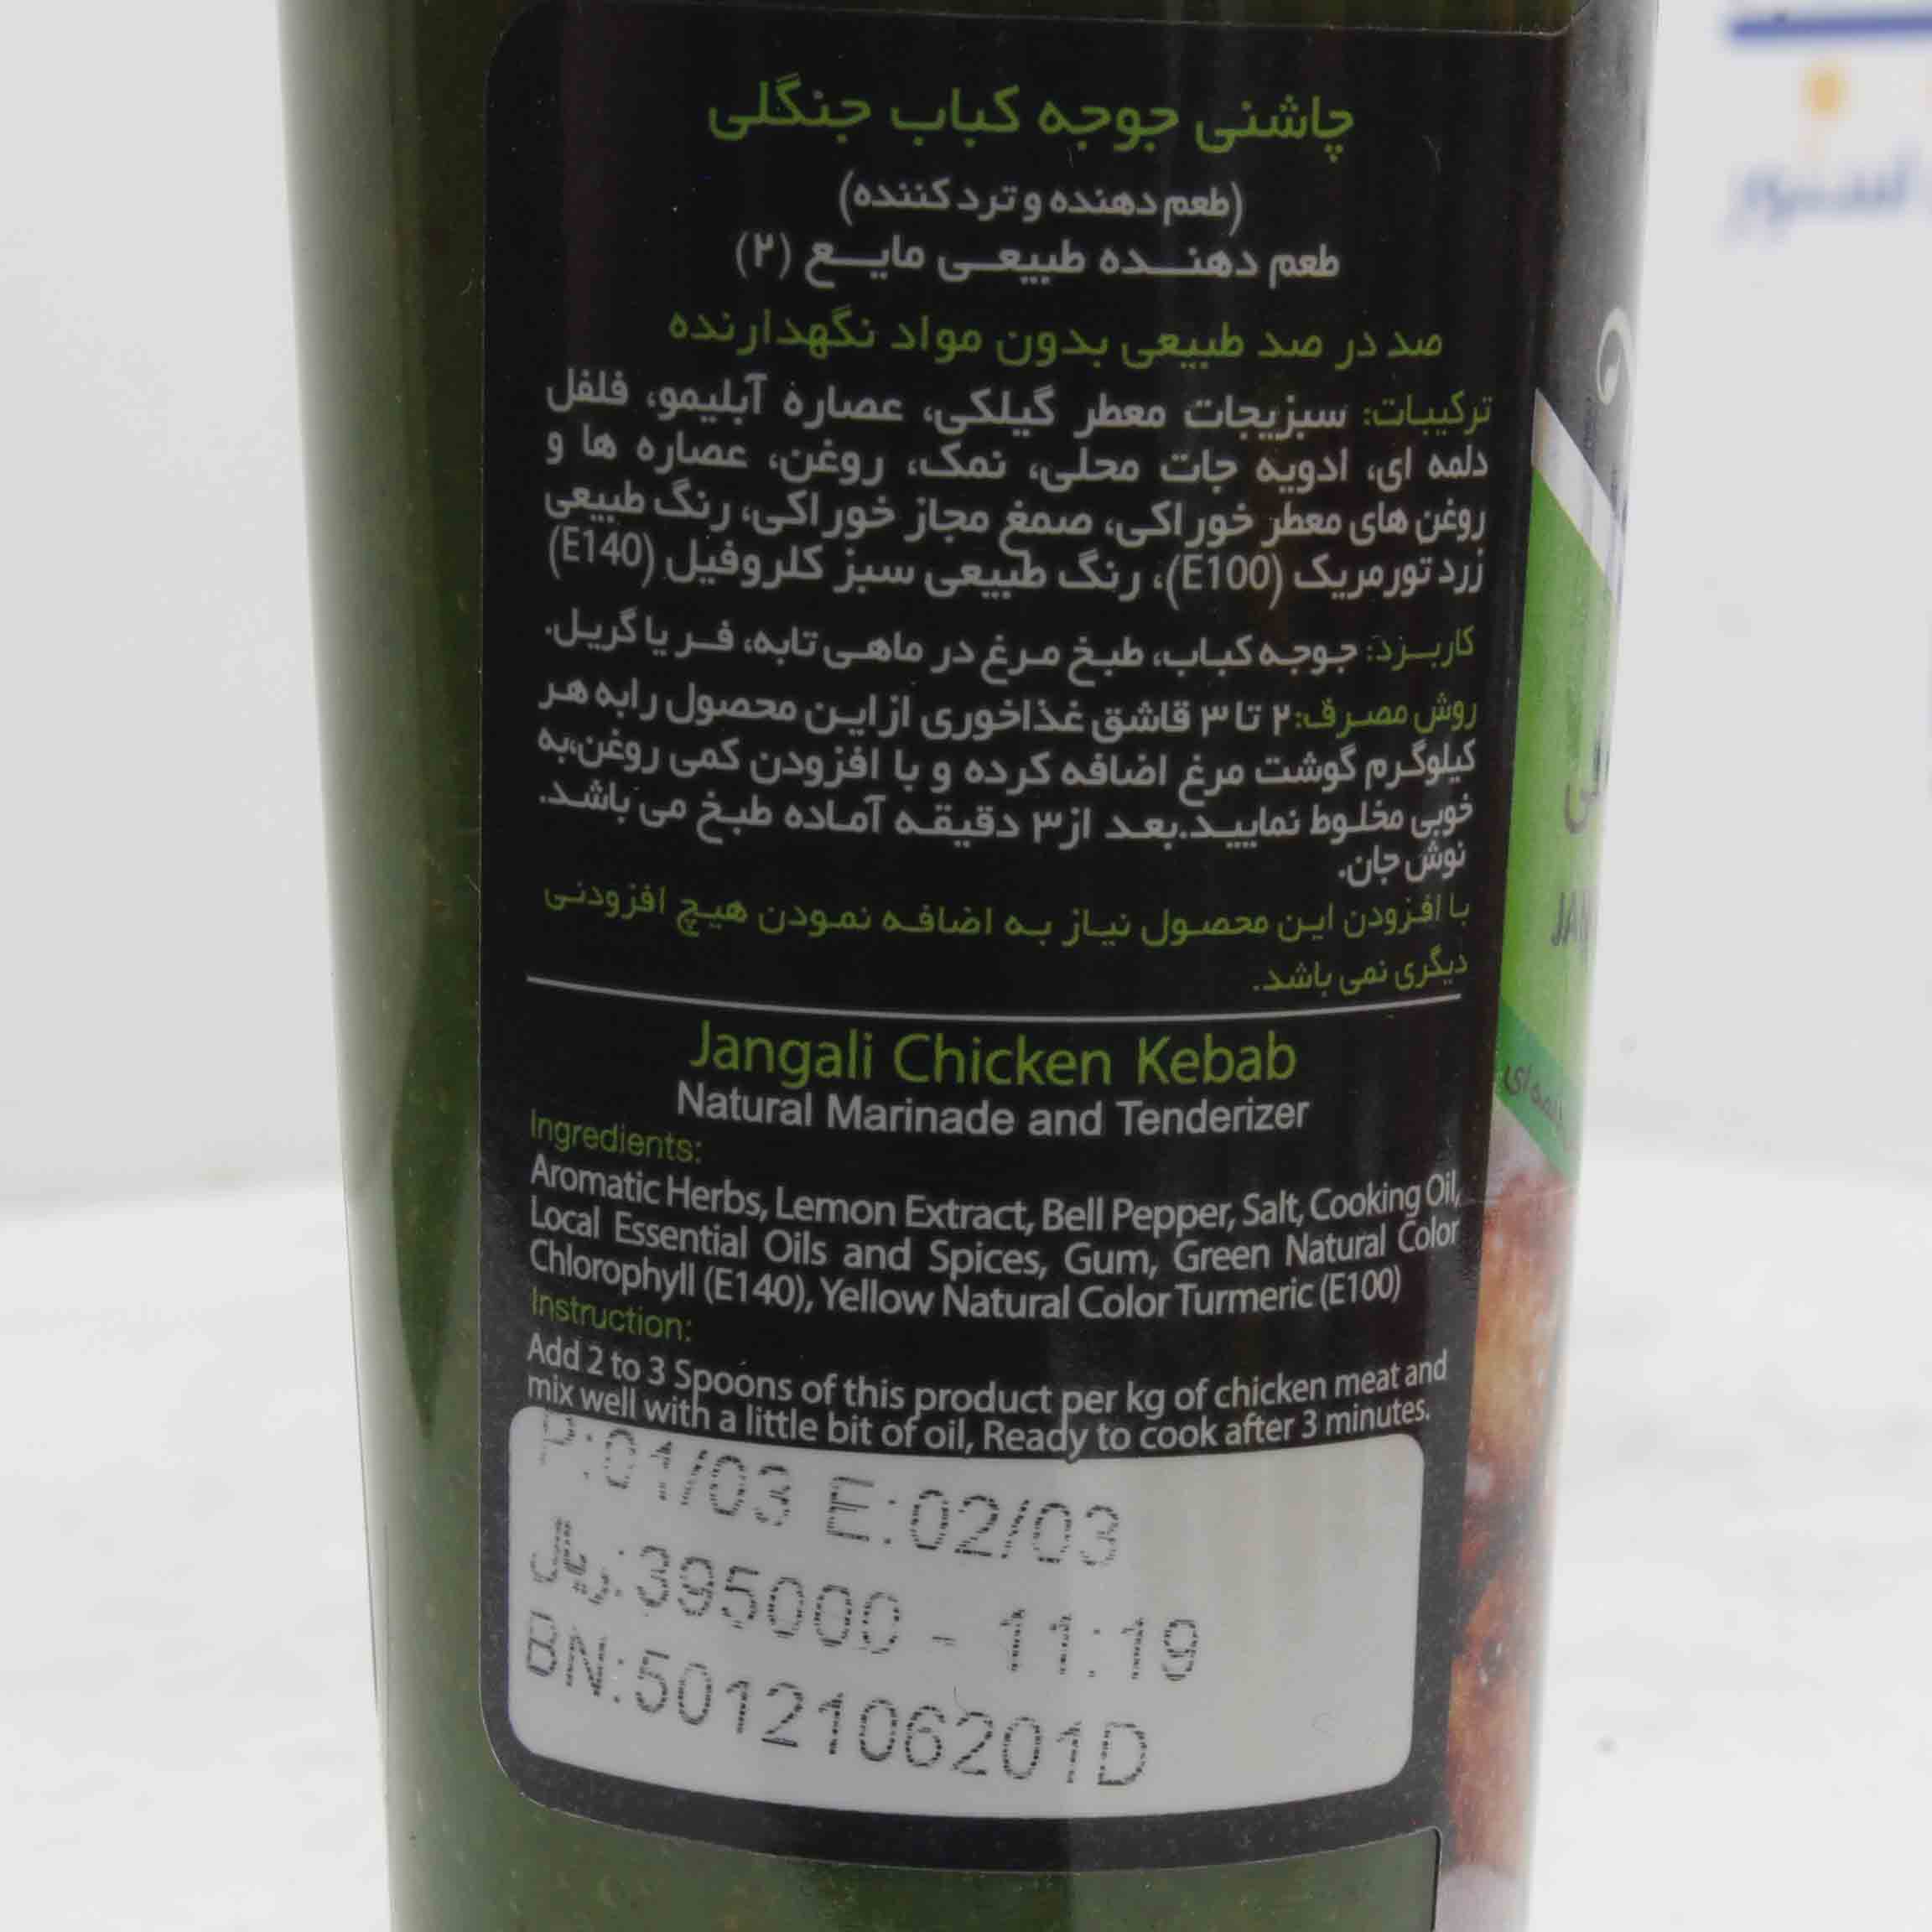 چاشنی جوجه کباب جنگلی
(طعم دهنده و ترد کننده)
طعم دهنده طبیعی مایع (۲)
صد در صد طبیعی بدون مواد نگهدارنده
ترکیبات: سبزیجات معطر گیلکی، عصاره آبلیمو، فلفل
دلمه ای، ادویه جات محلی، نمک، روغن، عصاره ها و
روغن های معطر خوراکی، صمغ مجاز خوراکی، رنگ طبیعی
زرد تورمریک (E100)، رنگ طبیعی سبز کلروفیل (E140)
کاربرد: جوجه کباب، طبخ مرغ در ماهی تابه، فر یا گریل.
روش مصرف: ۲ تا ۳ قاشق غذاخوری از این محصول را به هر
کیلوگرم گوشت مرغ اضافه کرده و با افزودن کمی روغن،به
خوبی مخلوط نمایید.بعد از ۳ دقیقه آماده طبخ می باشد.
نوش جان.
با افزودن این محصول نیاز به اضافه نمودن هیچ افزودنی
دیگری نمی باشد.
Jangali Chicken Kebab
Natural Marinade and Tenderizer
Ingredients:
Aromatic Herbs, Lemon Extract, Bell Pepper, Salt, Cooking Oil,
Local Essential Oils and Spices, Gum, Green Natural Color
Chlorophyll (E140), Yellow Natural Color Turmeric (E100)
Instruction:
Add 2 to 3 Spoons of this product per kg of chicken meat and
mix well with a little bit of oil, Ready to cook after 3 minutes.
P:01/03 E:02/03
ریال:395000 - 11:19
BN:5012106201D